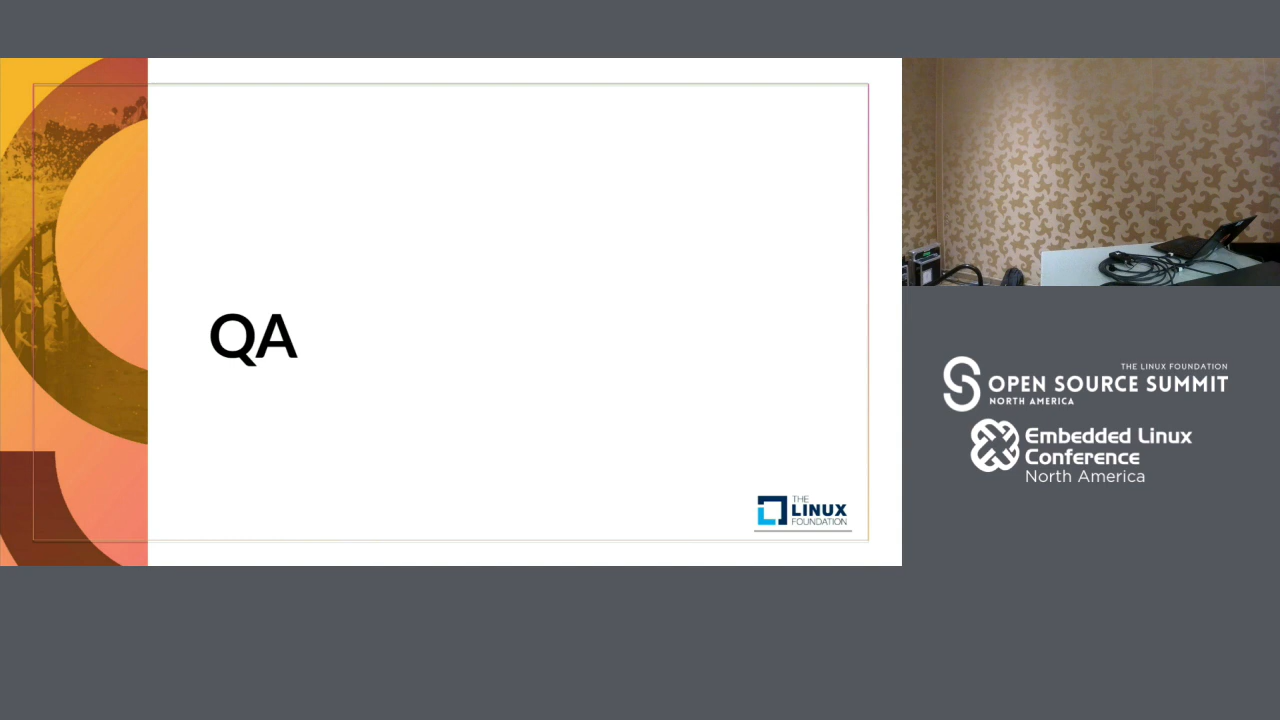 QA
THE
LINUX
FOUNDATION
THE LINUX FOUNDATION
OPEN SOURCE SUMMIT
NORTH AMERICA
Embedded Linux
Conference
North America